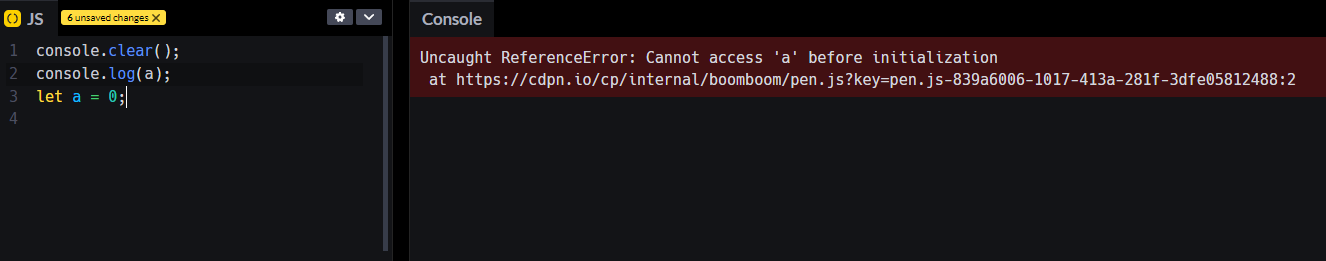 () JS 6 unsaved changes ×
1 console.clear();
2 console.log(a);
3 let a = 0;
4
Console
Uncaught ReferenceError: Cannot access 'a' before initialization
at https://cdpn.io/cp/internal/boomboom/pen.js?key=pen.js-839a6006-1017-413a-281f-3dfe05812488:2